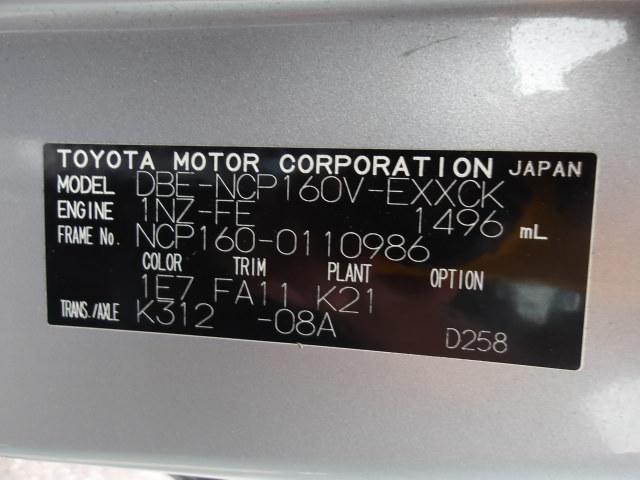 TOYOTA MOTOR CORPORATION JAPAN
MODEL DBE-NCP160V-EXXCK
ENGINE 1NZ-FE 1496 mL
FRAME No. NCP160-0110986
COLOR TRIM PLANT OPTION
1E7 FA11 K21
TRANS./AXLE K312 -08A
D258